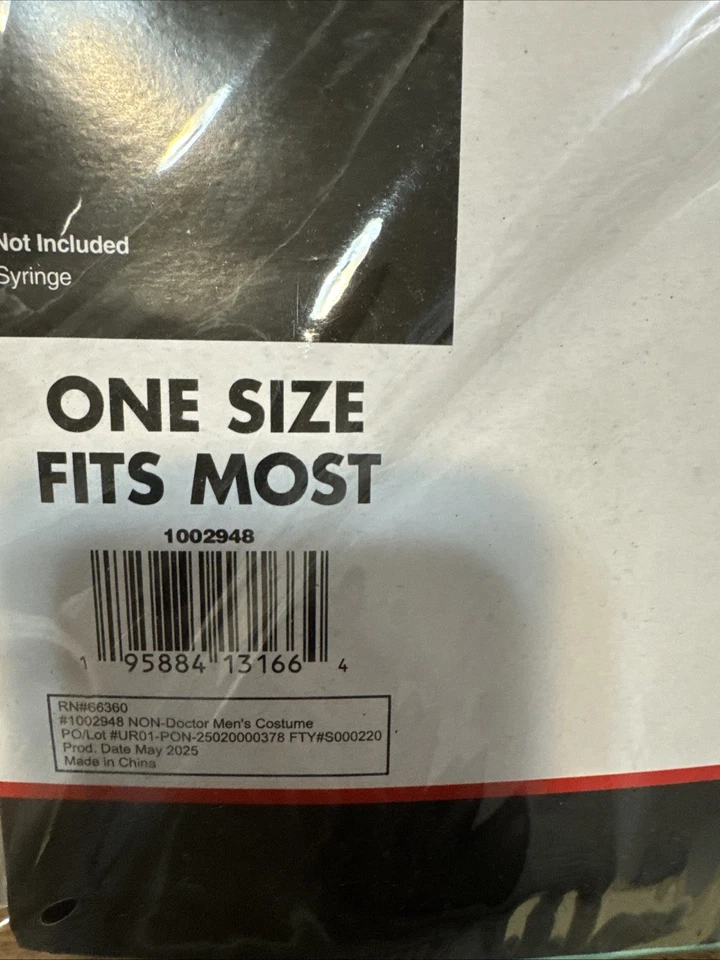 Not Included
Syringe
ONE SIZE
FITS MOST
1002948
1 95884 13166 4
RN#66360
#1002948 NON-Doctor Men's Costume
PO/Lot #UR01-PON-25020000378 FTY#S000220
Prod. Date May 2025
Made in China